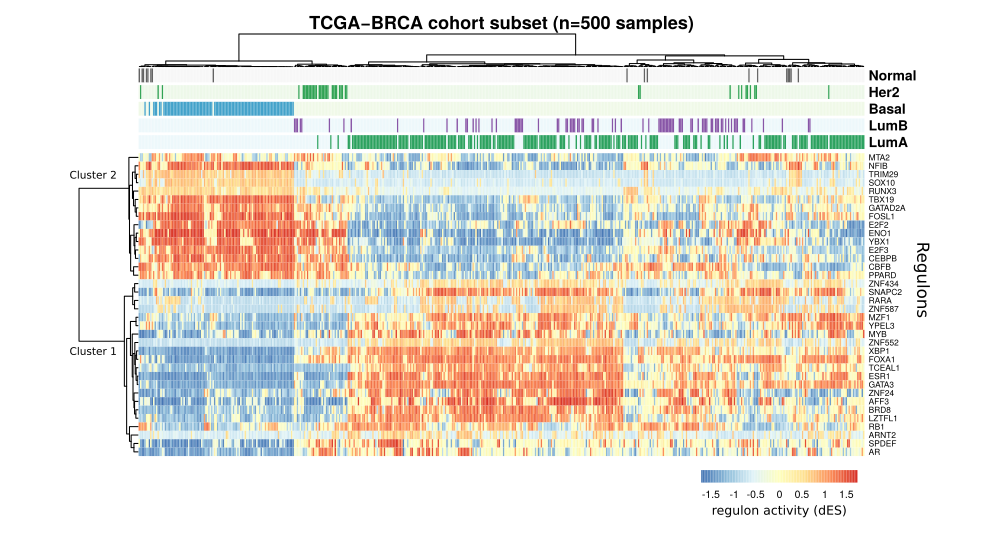 TCGA−BRCA cohort subset (n=500 samples)
Normal
Her2
Basal
LumB
LumA
Cluster 2
Cluster 1
MTA2
NFIB
TRIM29
SOX10
RUNX3
TBX19
GATAD2A
FOSL1
E2F2
ENO1
YBX1
E2F3
CEBPB
CBFB
PPARD
ZNF434
SNAPC2
RARA
ZNF587
MZF1
YPEL3
MYB
ZNF552
XBP1
FOXA1
TCEAL1
ESR1
GATA3
ZNF24
AFF3
BRD8
LZTFL1
RB1
ARNT2
SPDEF
AR
Regulons
-1.5 -1 -0.5 0 0.5 1 1.5
regulon activity (dES)